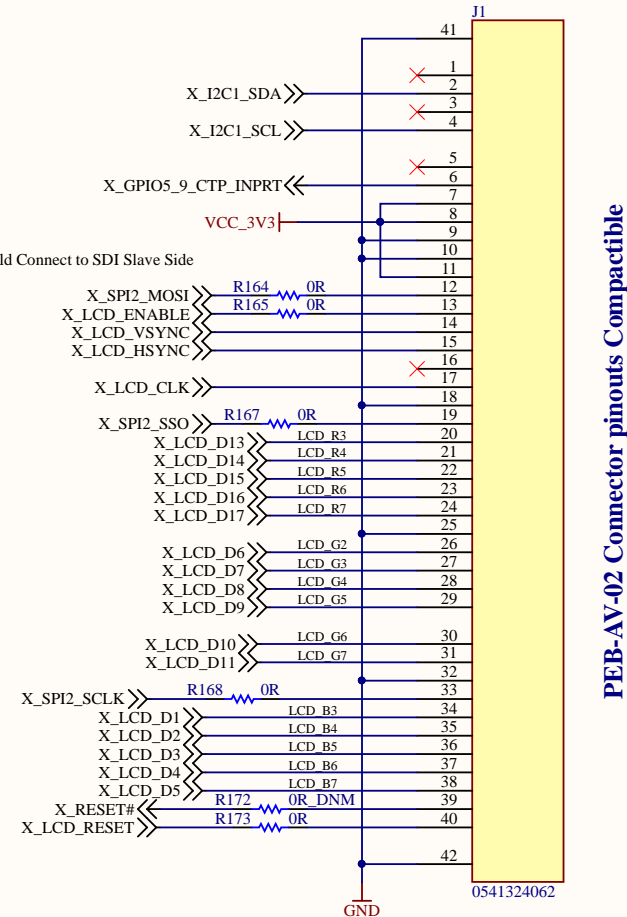 J1
41
1
X_I2C1_SDA 2
3
X_I2C1_SCL 4
5
X_GPIO5_9_CTP_INPRT 6
7
VCC_3V3 8
9
ld Connect to SDI Slave Side 10
11
X_SPI2_MOSI R164 0R 12
X_LCD_ENABLE R165 0R 13
X_LCD_VSYNC 14
X_LCD_HSYNC 15
16
X_LCD_CLK 17
18
X_SPI2_SSO R167 0R 19
X_LCD_D13 LCD_R3 20
X_LCD_D14 LCD_R4 21
X_LCD_D15 LCD_R5 22
X_LCD_D16 LCD_R6 23
X_LCD_D17 LCD_R7 24
25
X_LCD_D6 LCD_G2 26
X_LCD_D7 LCD_G3 27
X_LCD_D8 LCD_G4 28
X_LCD_D9 LCD_G5 29
X_LCD_D10 LCD_G6 30
X_LCD_D11 LCD_G7 31
32
X_SPI2_SCLK R168 0R 33
X_LCD_D1 LCD_B3 34
X_LCD_D2 LCD_B4 35
X_LCD_D3 LCD_B5 36
X_LCD_D4 LCD_B6 37
X_LCD_D5 LCD_B7 38
X_RESET# R172 0R_DNM 39
X_LCD_RESET R173 0R 40
42
0541324062
GND
PEB-AV-02 Connector pinouts Compactible